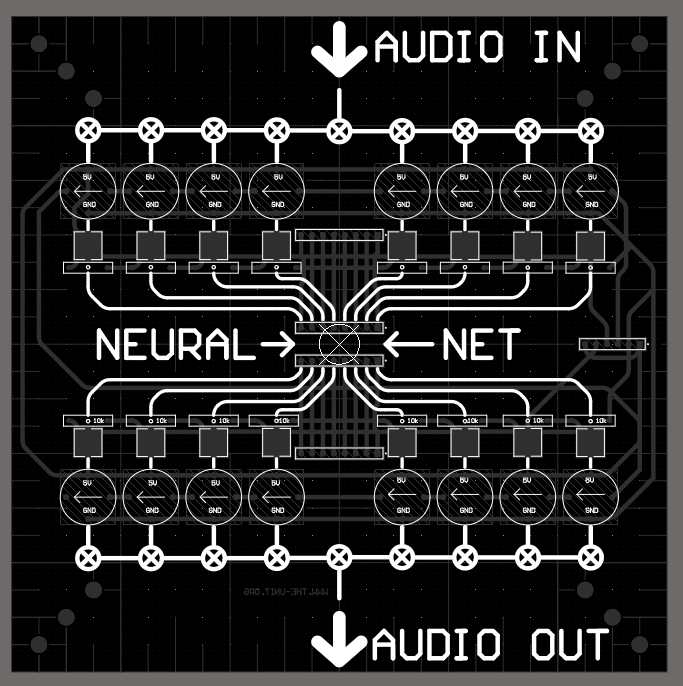 AUDIO IN
5V 5V 5V 5V 5V 5V 5V 5V
GND GND GND GND GND GND GND GND
NEURAL NET
10k 10k 10k 10k 10k 10k 10k 10k
5V 5V 5V 5V 5V 5V 5V 5V
GND GND GND GND GND GND GND GND
WWW.THE-UNIT.ORG
AUDIO OUT